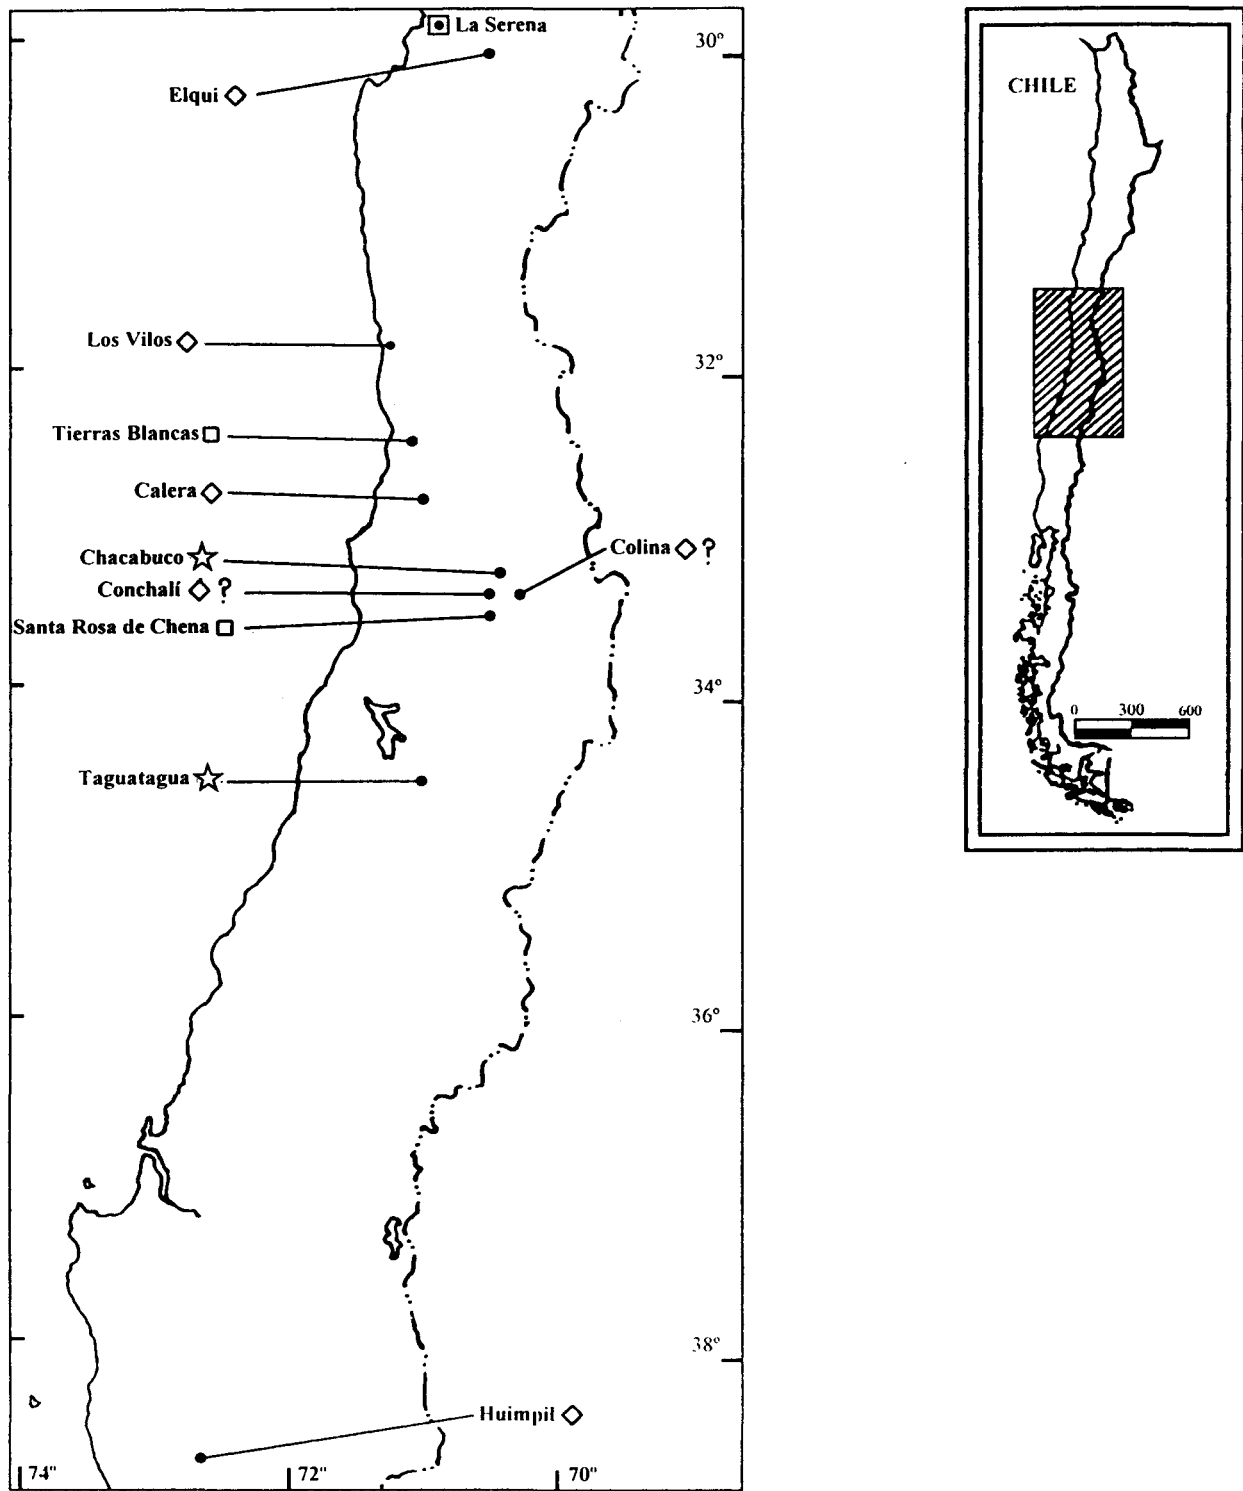 La Serena
30°
Elqui
Los Vilos
32°
Tierras Blancas
Calera
Colina ?
Chacabuco
Conchalí ?
Santa Rosa de Chena
34°
Taguatagua
36°
38°
Huimpil
74°
72°
70°
CHILE
0 300 600